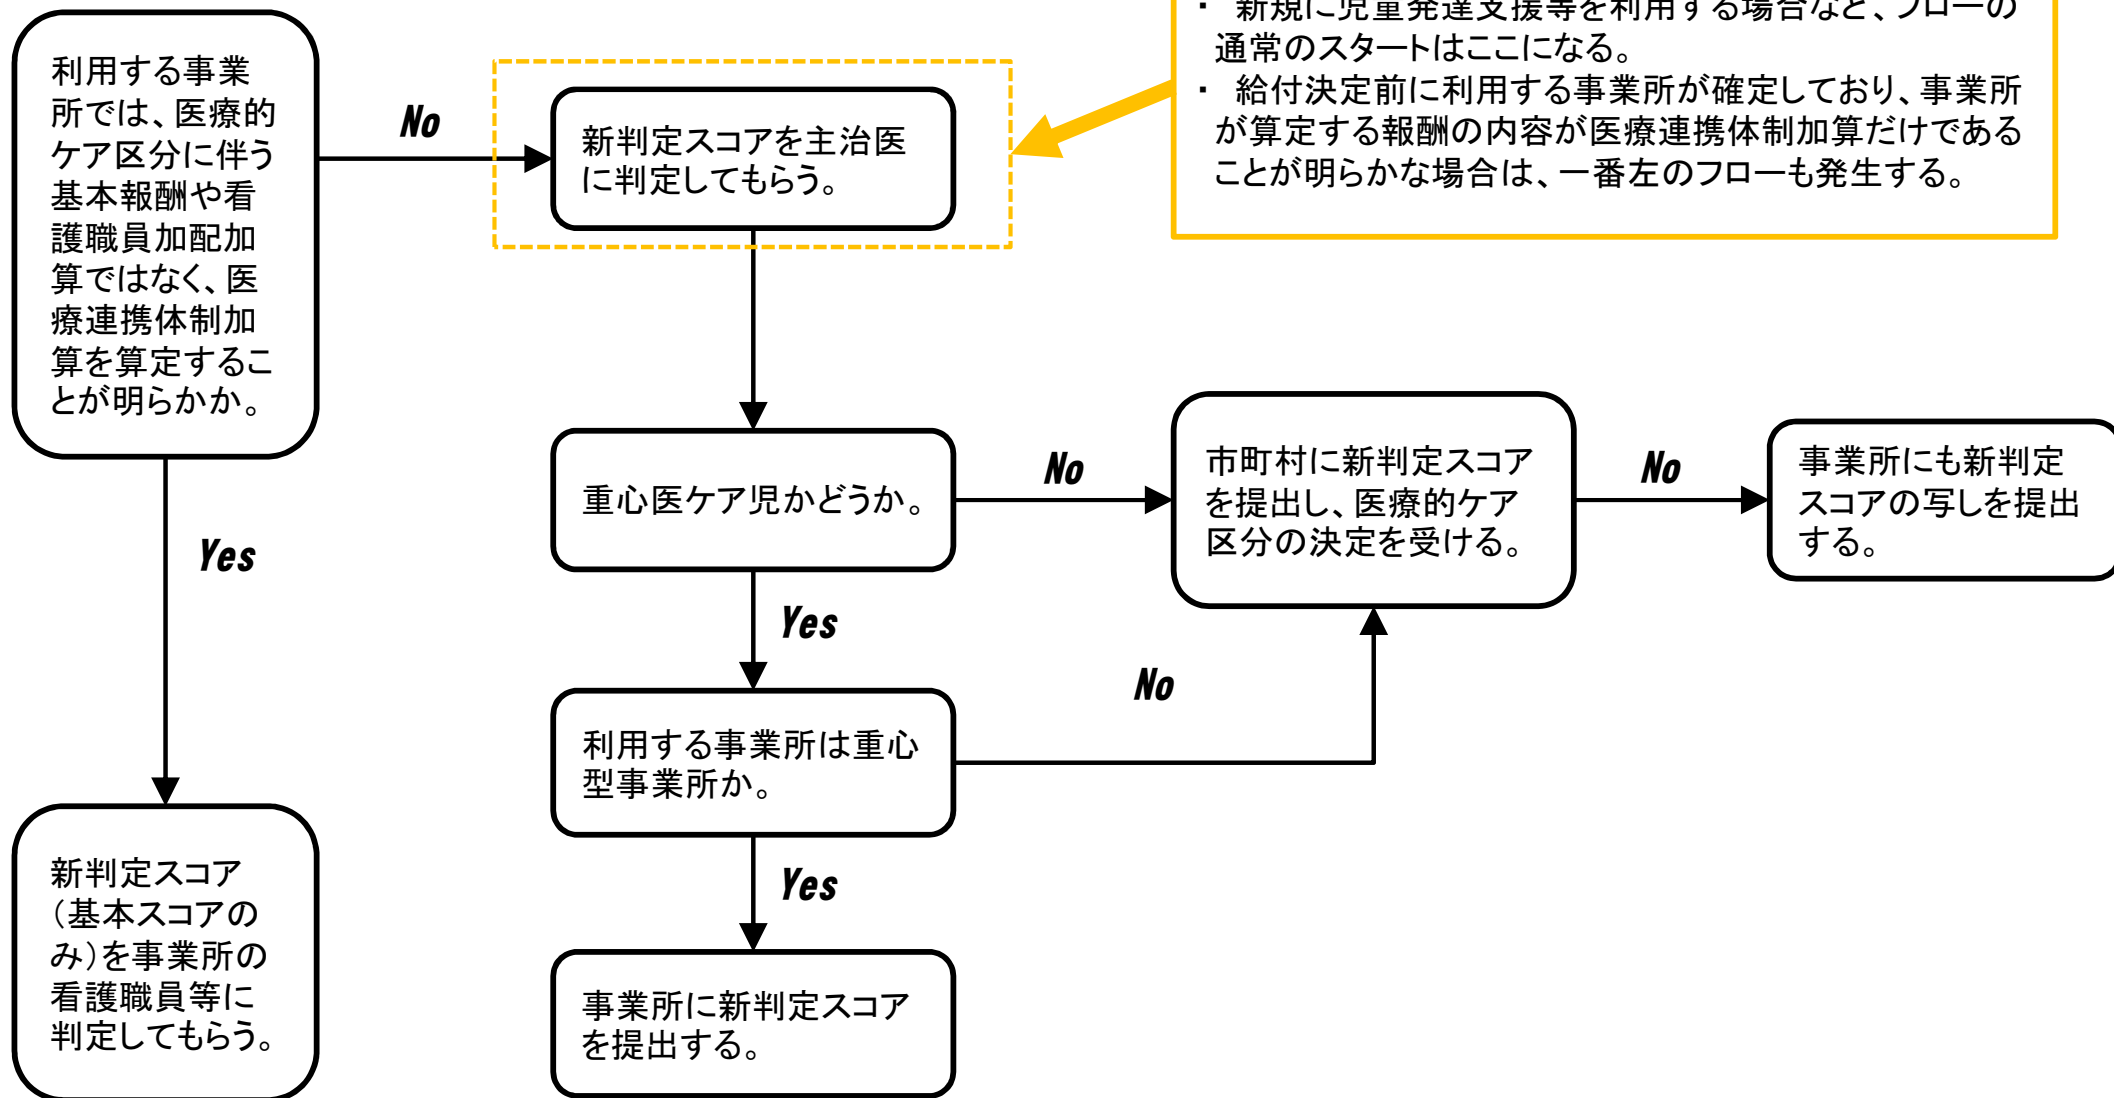 ・ 新規に児童発達支援等を利用する場合など、フローの
通常のスタートはここになる。
・ 給付決定前に利用する事業所が確定しており、事業所
が算定する報酬の内容が医療連携体制加算だけである
ことが明らかな場合は、一番左のフローも発生する。
利用する事業
所では、医療的
ケア区分に伴う
基本報酬や看
護職員加配加
算ではなく、医
療連携体制加
算を算定するこ
とが明らかか。
No
新判定スコアを主治医
に判定してもらう。
重心医ケア児かどうか。
No
市町村に新判定スコア
を提出し、医療的ケア
区分の決定を受ける。
No
事業所にも新判定
スコアの写しを提出
する。
Yes
Yes
No
利用する事業所は重心
型事業所か。
Yes
新判定スコア
（基本スコアの
み）を事業所の
看護職員等に
判定してもらう。
事業所に新判定スコア
を提出する。